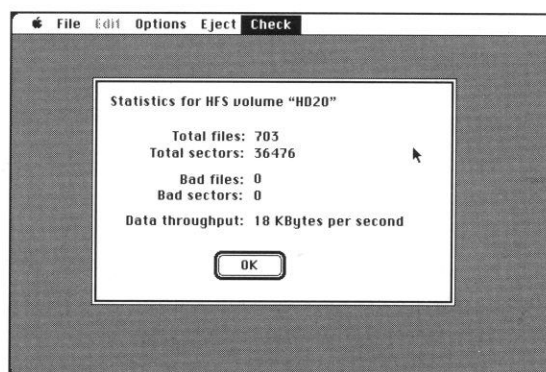 File Edit Options Eject Check
Statistics for HFS volume “HD20”
Total files: 703
Total sectors: 36476
Bad files: 0
Bad sectors: 0
Data throughput: 18 KBytes per second
OK